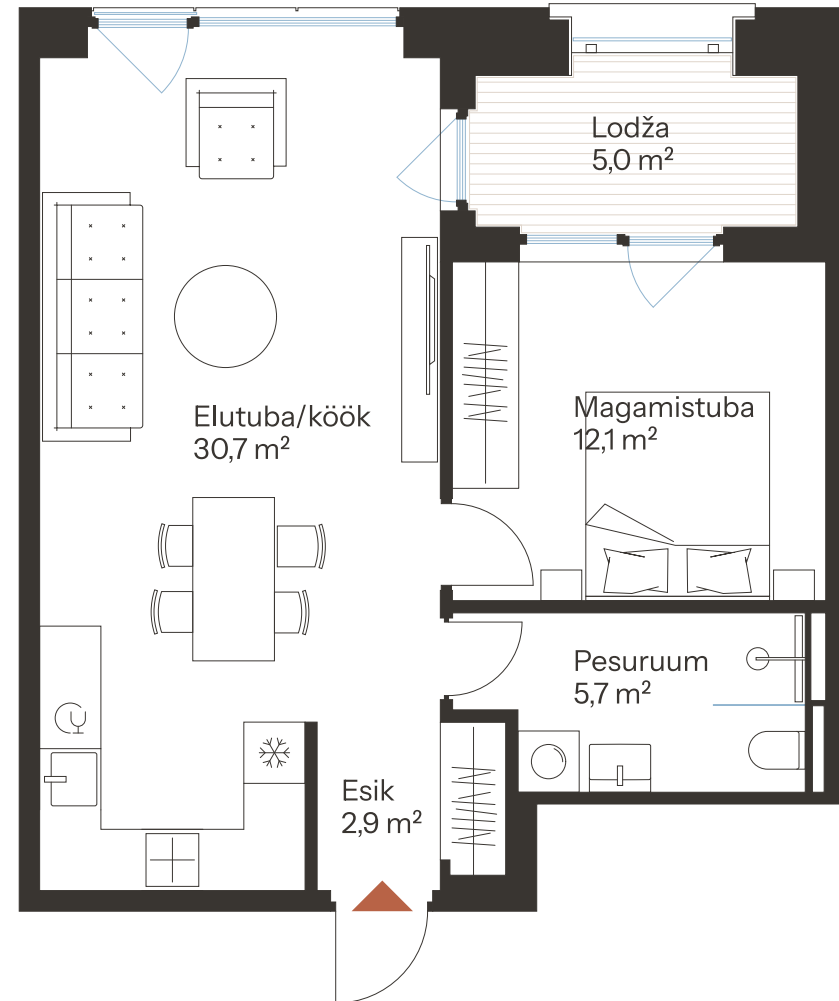 Lodža
5,0 m²
Elutuba/köök
30,7 m²
Magamistuba
12,1 m²
Pesuruum
5,7 m²
Esik
2,9 m²